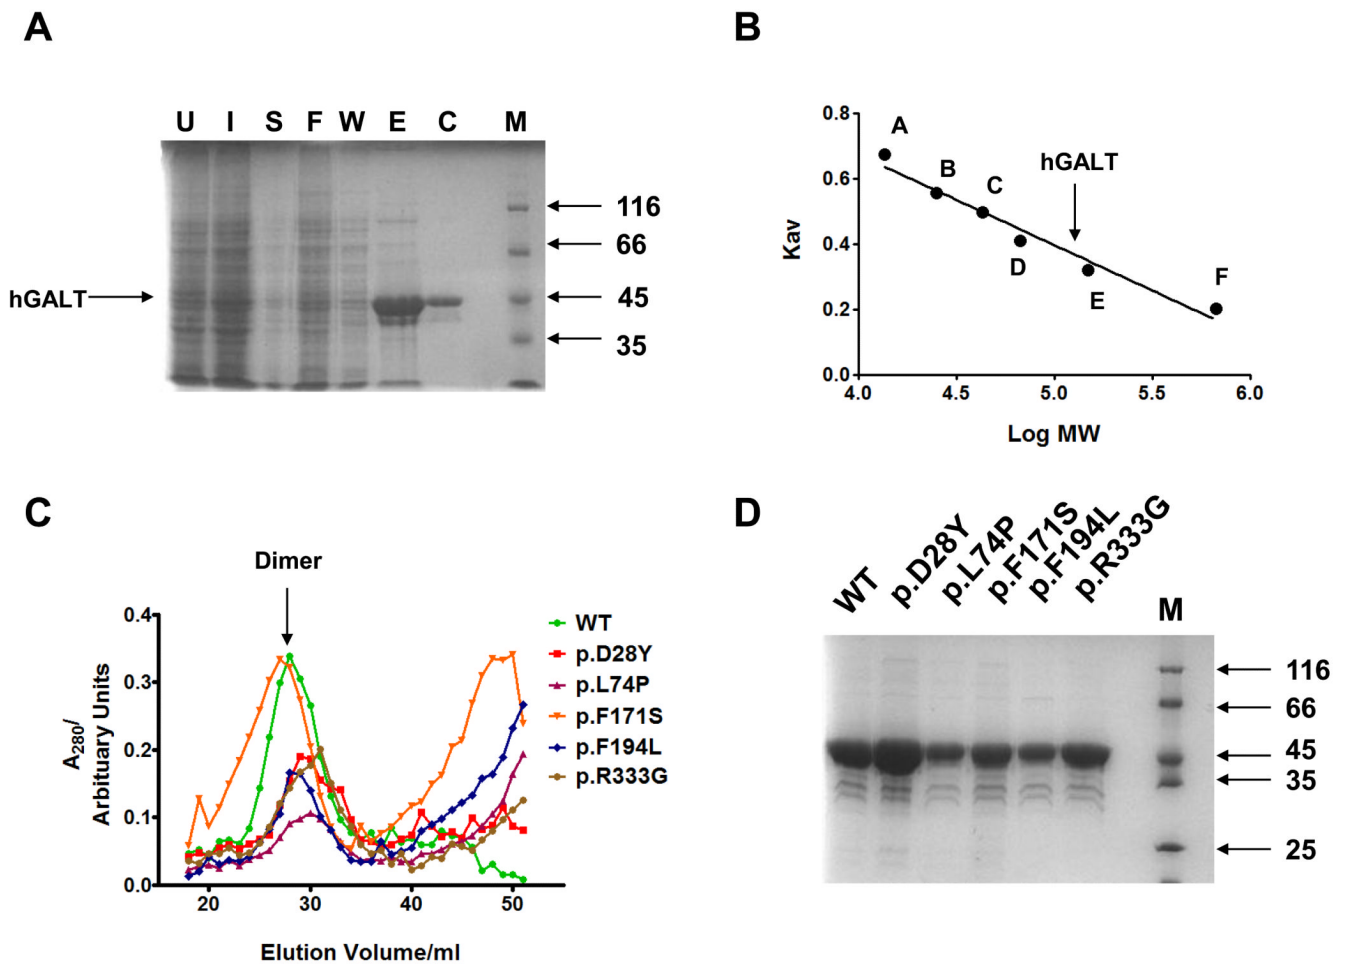 A
U I S F W E C M
116
66
hGALT
45
35
B
0.8
A
hGALT
B
C
0.6
Kav
0.4
D
E
F
0.2
0.0
4.0 4.5 5.0 5.5 6.0
Log MW
C
Dimer
0.4
WT
p.D28Y
0.3
p.L74P
p.F171S
A280/
Arbituary Units
0.2
p.F194L
p.R333G
0.1
0.0
20 30 40 50
Elution Volume/ml
D
WT p.D28Y p.L74P p.F171S p.F194L p.R333G
M
116
66
45
35
25